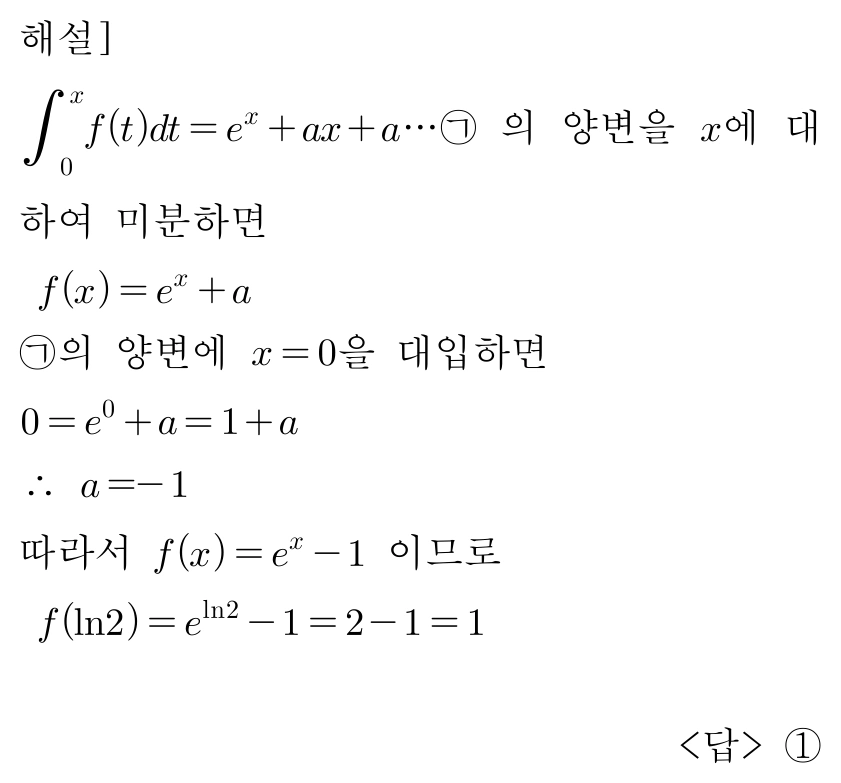 해설]
∫₀ˣ f(t)dt = eˣ + ax + a⋯㉠ 의 양변을 x에 대
하여 미분하면
f(x) = eˣ + a
㉠의 양변에 x = 0을 대입하면
0 = e⁰ + a = 1 + a
∴ a = −1
따라서 f(x) = eˣ − 1 이므로
f(ln2) = e^{ln2} − 1 = 2 − 1 = 1
<답> ①